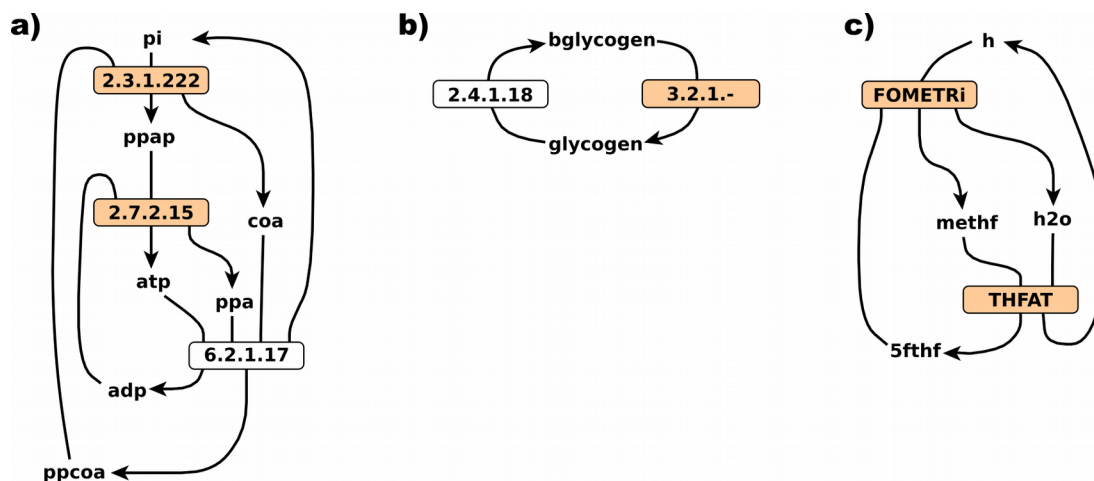 a)
pi
2.3.1.222
ppap
2.7.2.15
coa
atp
ppa
6.2.1.17
adp
ppcoa
b)
bglycogen
2.4.1.18
3.2.1.-
glycogen
c)
h
FOMETRi
methf
h2o
THFAT
5fthf